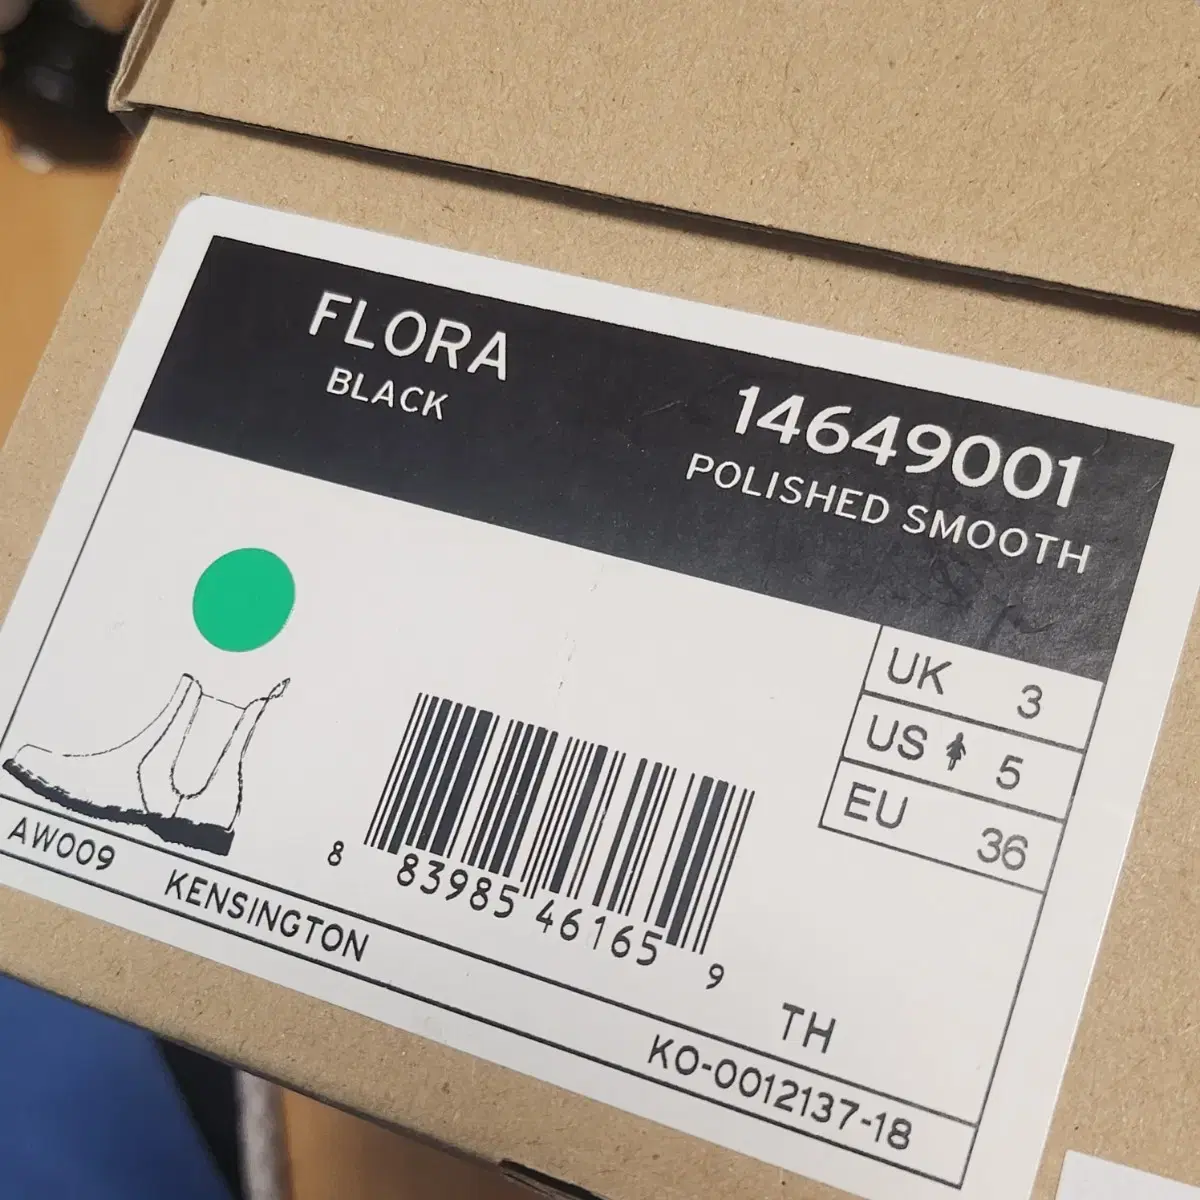 FLORA
BLACK
14649001
POLISHED SMOOTH
UK 3
US 5
EU 36
8 83985 46165 9
AW009 KENSINGTON
TH
KO-0012137-18